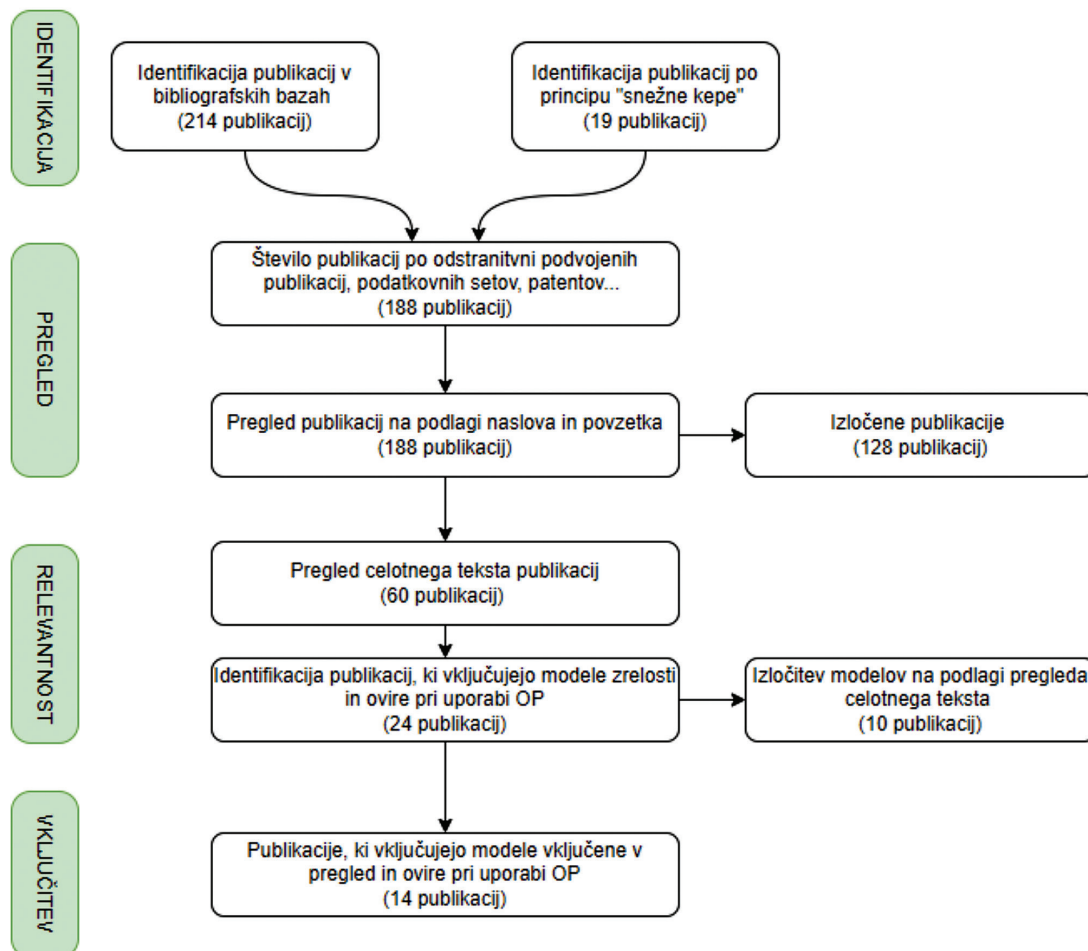 IDENTIFIKACIJA
Identifikacija publikacij v
bibliografskih bazah
(214 publikacij)
Identifikacija publikacij po
principu "snežne kepe"
(19 publikacij)
PREGLED
Število publikacij po odstranitvni podvojenih
publikacij, podatkovnih setov, patentov...
(188 publikacij)
Pregled publikacij na podlagi naslova in povzetka
(188 publikacij)
Izločene publikacije
(128 publikacij)
RELEVANTNOST
Pregled celotnega teksta publikacij
(60 publikacij)
Identifikacija publikacij, ki vključujejo modele zrelosti
in ovire pri uporabi OP
(24 publikacij)
Izločitev modelov na podlagi pregleda
celotnega teksta
(10 publikacij)
VKLJUČITEV
Publikacije, ki vključujejo modele vključene v
pregled in ovire pri uporabi OP
(14 publikacij)